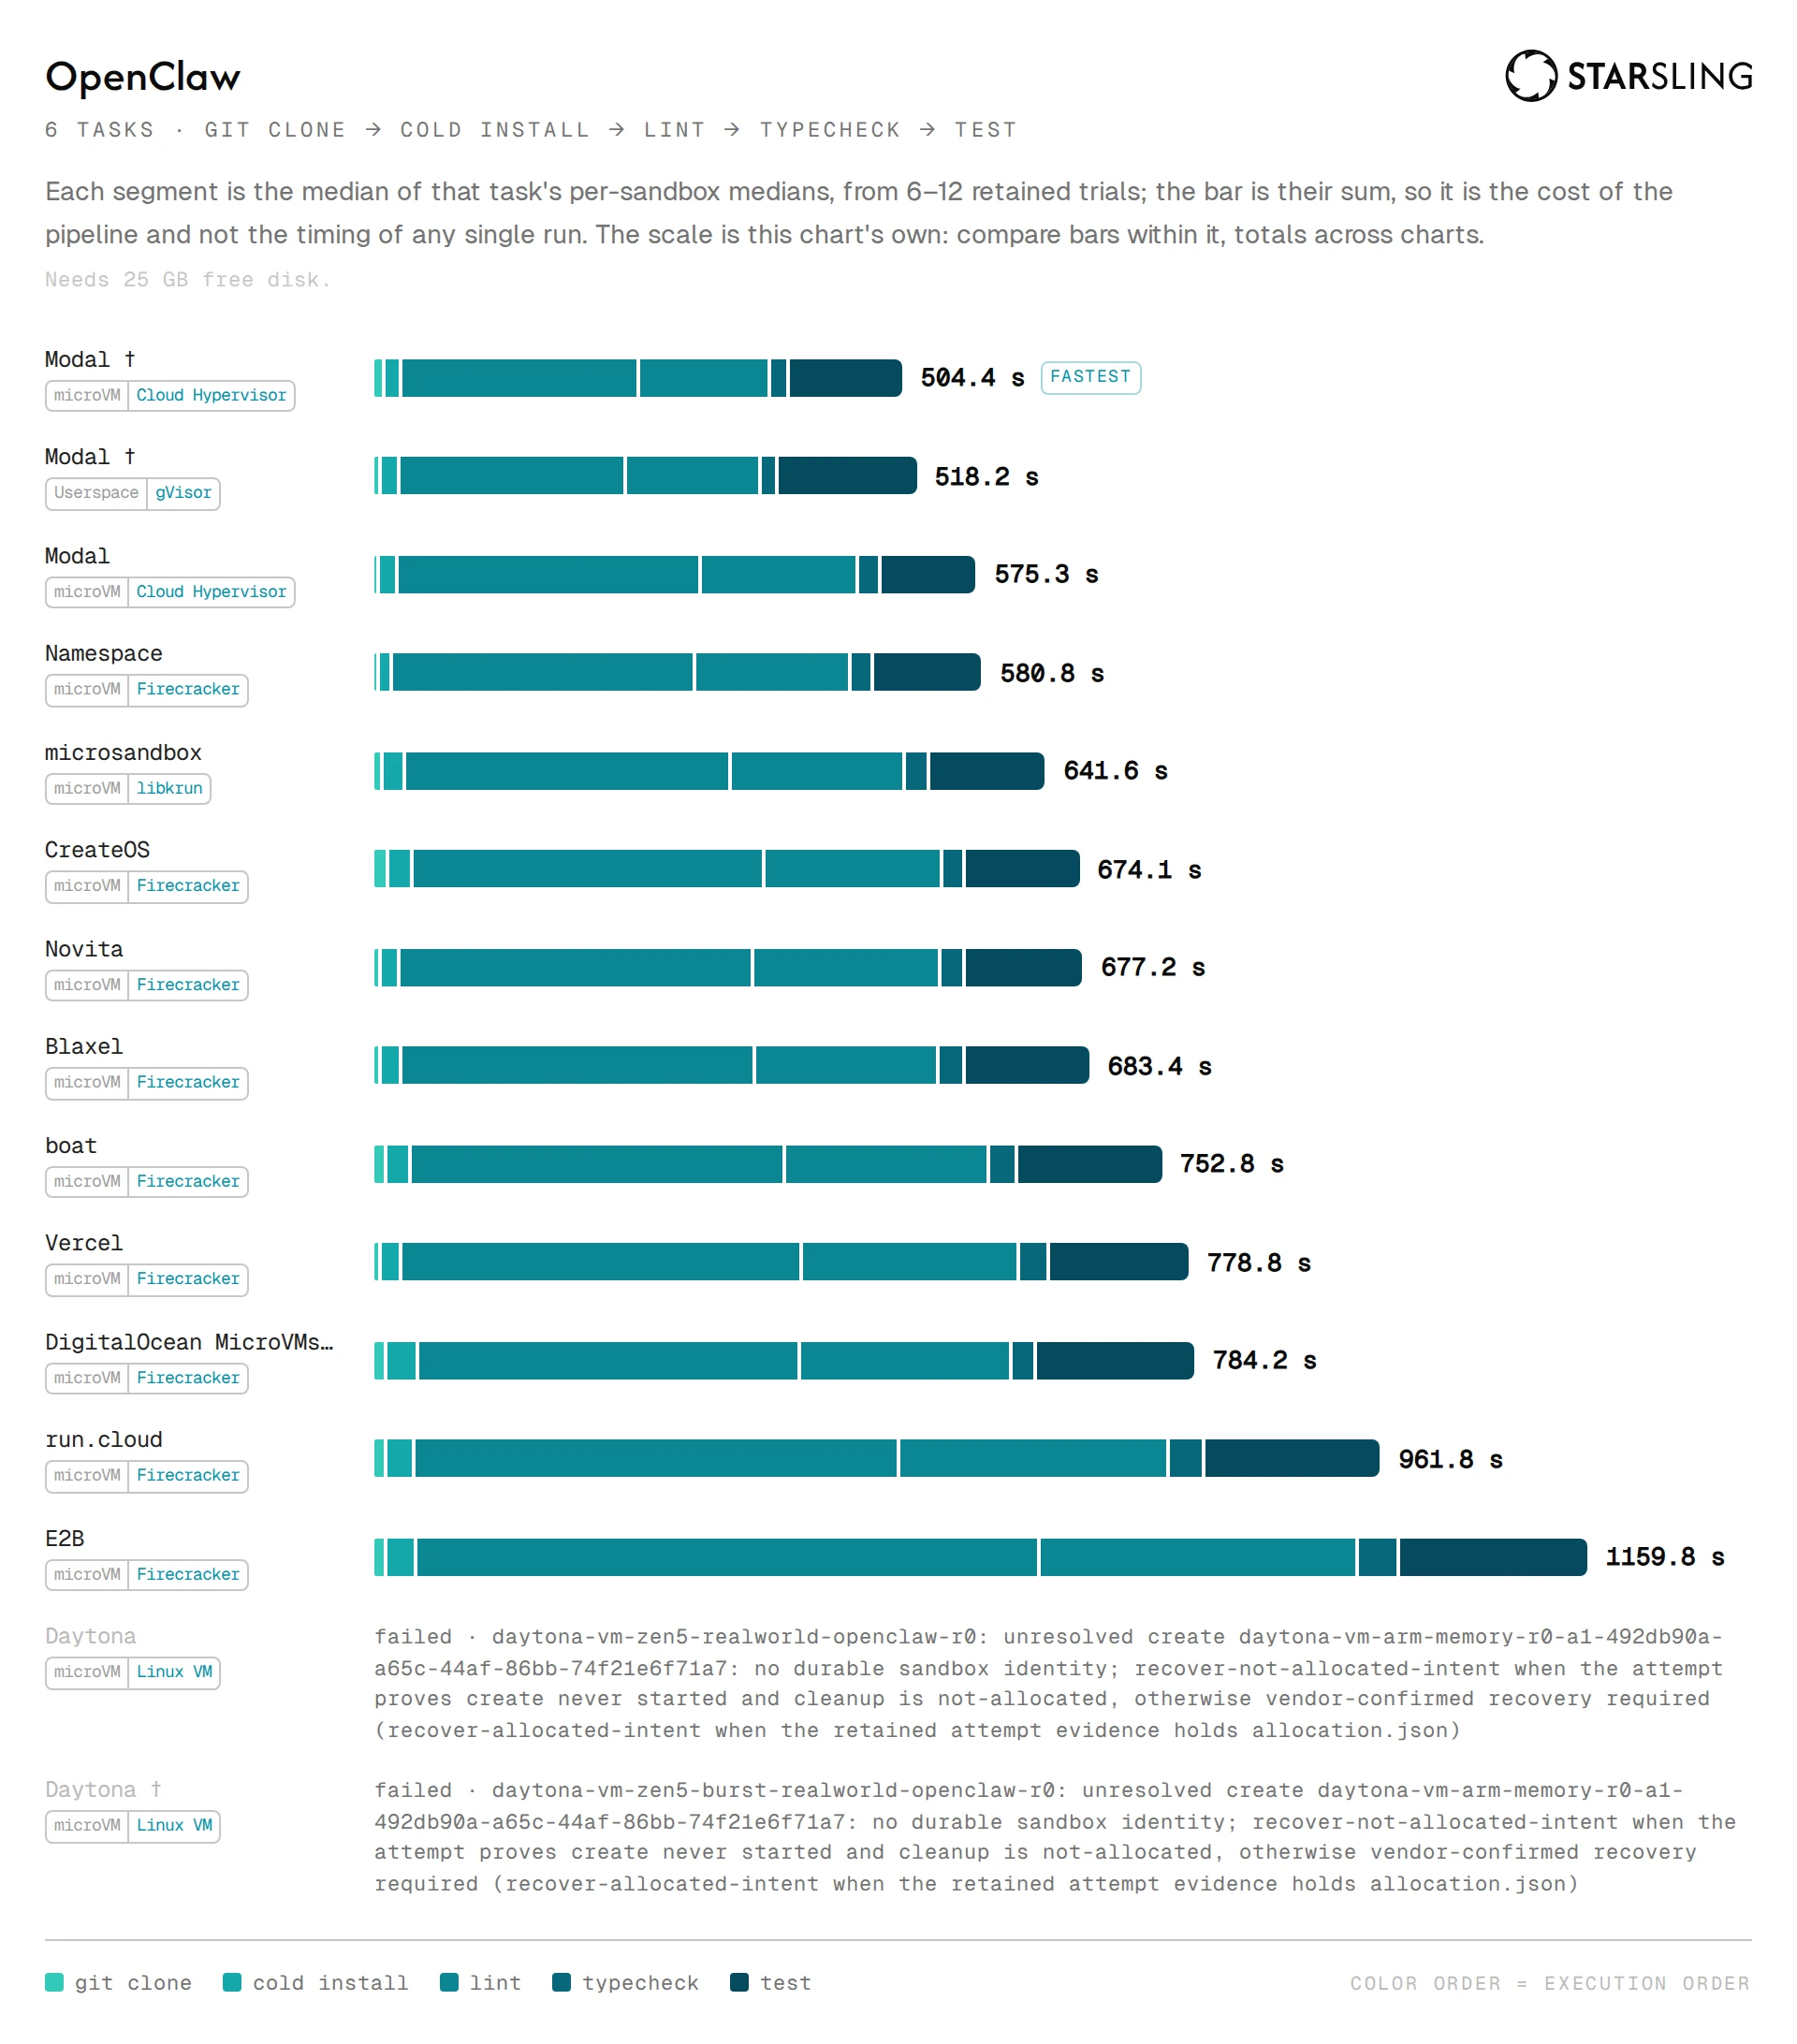 OpenClaw
STARSLING
6 TASKS · GIT CLONE → COLD INSTALL → LINT → TYPECHECK → TEST
Each segment is the median of that task's per-sandbox medians, from 6–12 retained trials; the bar is their sum, so it is the cost of the
pipeline and not the timing of any single run. The scale is this chart's own: compare bars within it, totals across charts.
Needs 25 GB free disk.
Modal †
microVM Cloud Hypervisor
504.4 s FASTEST
Modal †
Userspace gVisor
518.2 s
Modal
microVM Cloud Hypervisor
575.3 s
Namespace
microVM Firecracker
580.8 s
microsandbox
microVM libkrun
641.6 s
CreateOS
microVM Firecracker
674.1 s
Novita
microVM Firecracker
677.2 s
Blaxel
microVM Firecracker
683.4 s
boat
microVM Firecracker
752.8 s
Vercel
microVM Firecracker
778.8 s
DigitalOcean MicroVMs…
microVM Firecracker
784.2 s
run.cloud
microVM Firecracker
961.8 s
E2B
microVM Firecracker
1159.8 s
Daytona
microVM Linux VM
failed · daytona-vm-zen5-realworld-openclaw-r0: unresolved create daytona-vm-arm-memory-r0-a1-492db90a-
a65c-44af-86bb-74f21e6f71a7: no durable sandbox identity; recover-not-allocated-intent when the attempt
proves create never started and cleanup is not-allocated, otherwise vendor-confirmed recovery required
(recover-allocated-intent when the retained attempt evidence holds allocation.json)
Daytona †
microVM Linux VM
failed · daytona-vm-zen5-burst-realworld-openclaw-r0: unresolved create daytona-vm-arm-memory-r0-a1-
492db90a-a65c-44af-86bb-74f21e6f71a7: no durable sandbox identity; recover-not-allocated-intent when the
attempt proves create never started and cleanup is not-allocated, otherwise vendor-confirmed recovery
required (recover-allocated-intent when the retained attempt evidence holds allocation.json)
git clone cold install lint typecheck test
COLOR ORDER = EXECUTION ORDER